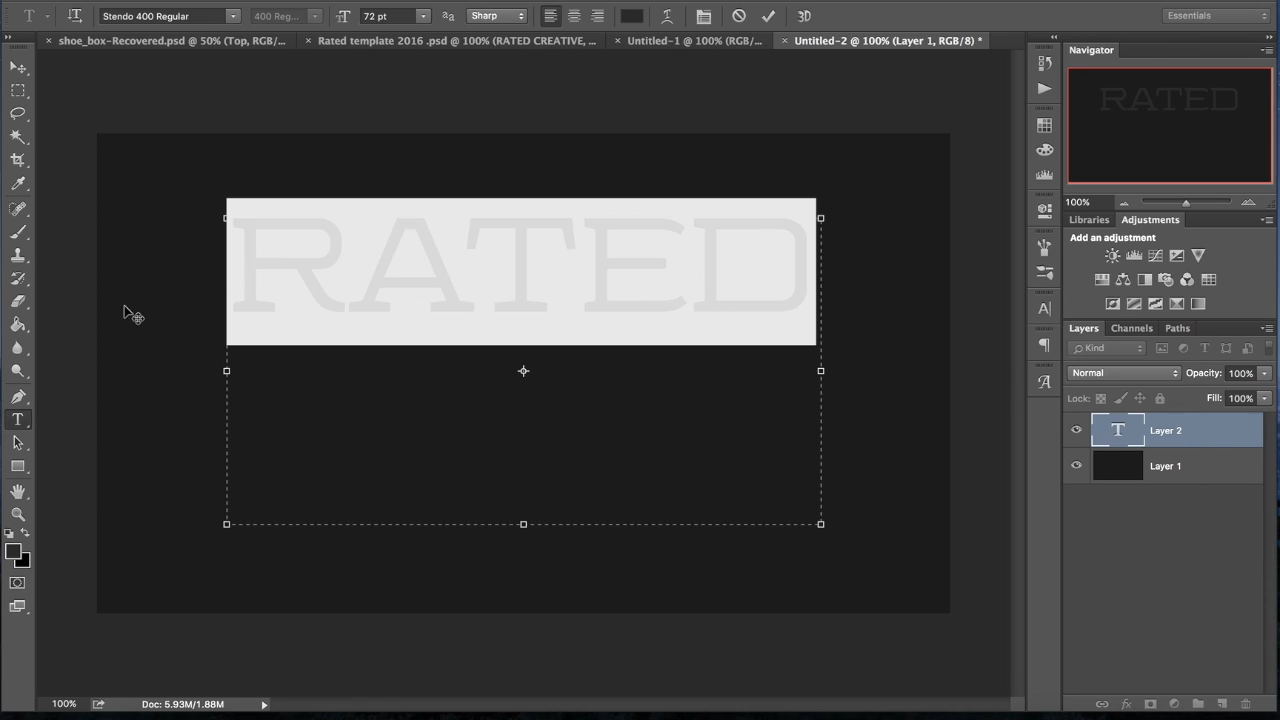 Stendo 400 Regular 400 Reg... 72 pt Sharp 3D Essentials
shoe_box-Recovered.psd @ 50% (Top, RGB/... Rated template 2016 .psd @ 100% (RATED CREATIVE, ... Untitled-1 @ 100% (RGB/... Untitled-2 @ 100% (Layer 1, RGB/8) *
Navigator
RATED
100%
Libraries Adjustments
Add an adjustment
Layers Channels Paths
Kind
Normal Opacity: 100%
Lock: Fill: 100%
T Layer 2
Layer 1
RATED
100% Doc: 5.93M/1.88M